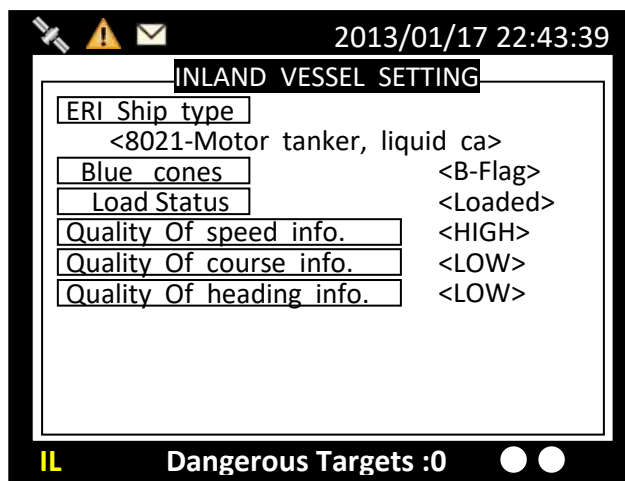 2013/01/17 22:43:39
INLAND VESSEL SETTING
ERI Ship type
<8021-Motor tanker, liquid ca>
Blue cones <B-Flag>
Load Status <Loaded>
Quality Of speed info. <HIGH>
Quality Of course info. <LOW>
Quality Of heading info. <LOW>
IL Dangerous Targets :0